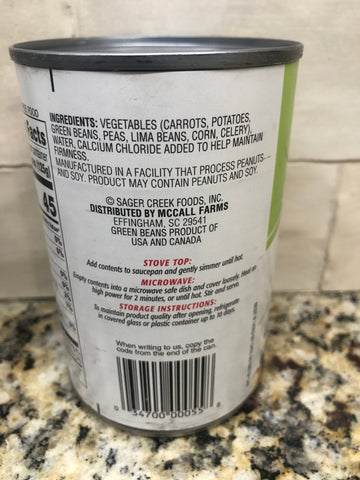 FOOD
Facts
45
INGREDIENTS: VEGETABLES (CARROTS, POTATOES,
GREEN BEANS, PEAS, LIMA BEANS, CORN, CELERY),
WATER, CALCIUM CHLORIDE ADDED TO HELP MAINTAIN
FIRMNESS.
MANUFACTURED IN A FACILITY THAT PROCESS PEANUTS
AND SOY. PRODUCT MAY CONTAIN PEANUTS AND SOY.
© SAGER CREEK FOODS, INC.
DISTRIBUTED BY MCCALL FARMS
EFFINGHAM, SC 29541
GREEN BEANS PRODUCT OF
USA AND CANADA
STOVE TOP:
Add contents to saucepan and gently simmer until hot.
MICROWAVE:
Empty contents into a microwave safe dish and cover loosely. Heat on
high power for 2 minutes, or until hot. Stir and serve.
STORAGE INSTRUCTIONS:
To maintain product quality after opening, refrigerate
in covered glass or plastic container up to 10 days.
When writing to us, copy the
code from the end of the can.
0 34700 00055 8